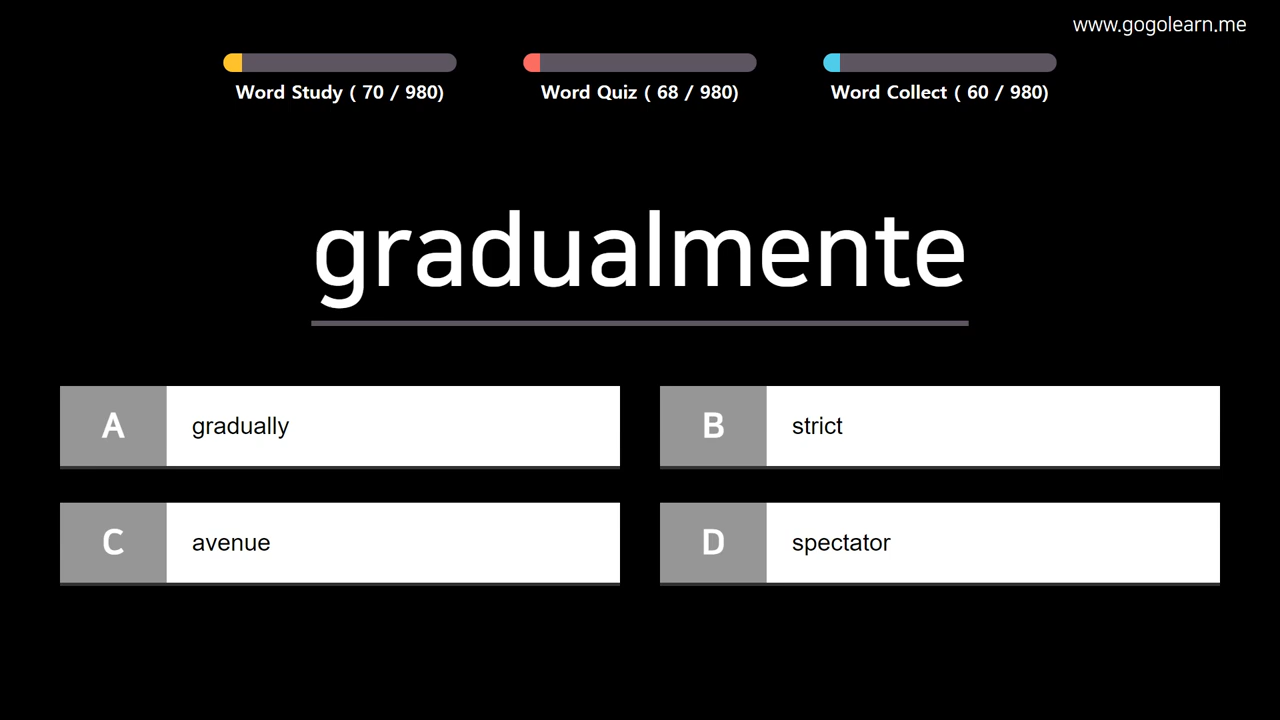 www.gogolearn.me
Word Study ( 70 / 980)
Word Quiz ( 68 / 980)
Word Collect ( 60 / 980)
gradualmente
A gradually
B strict
C avenue
D spectator